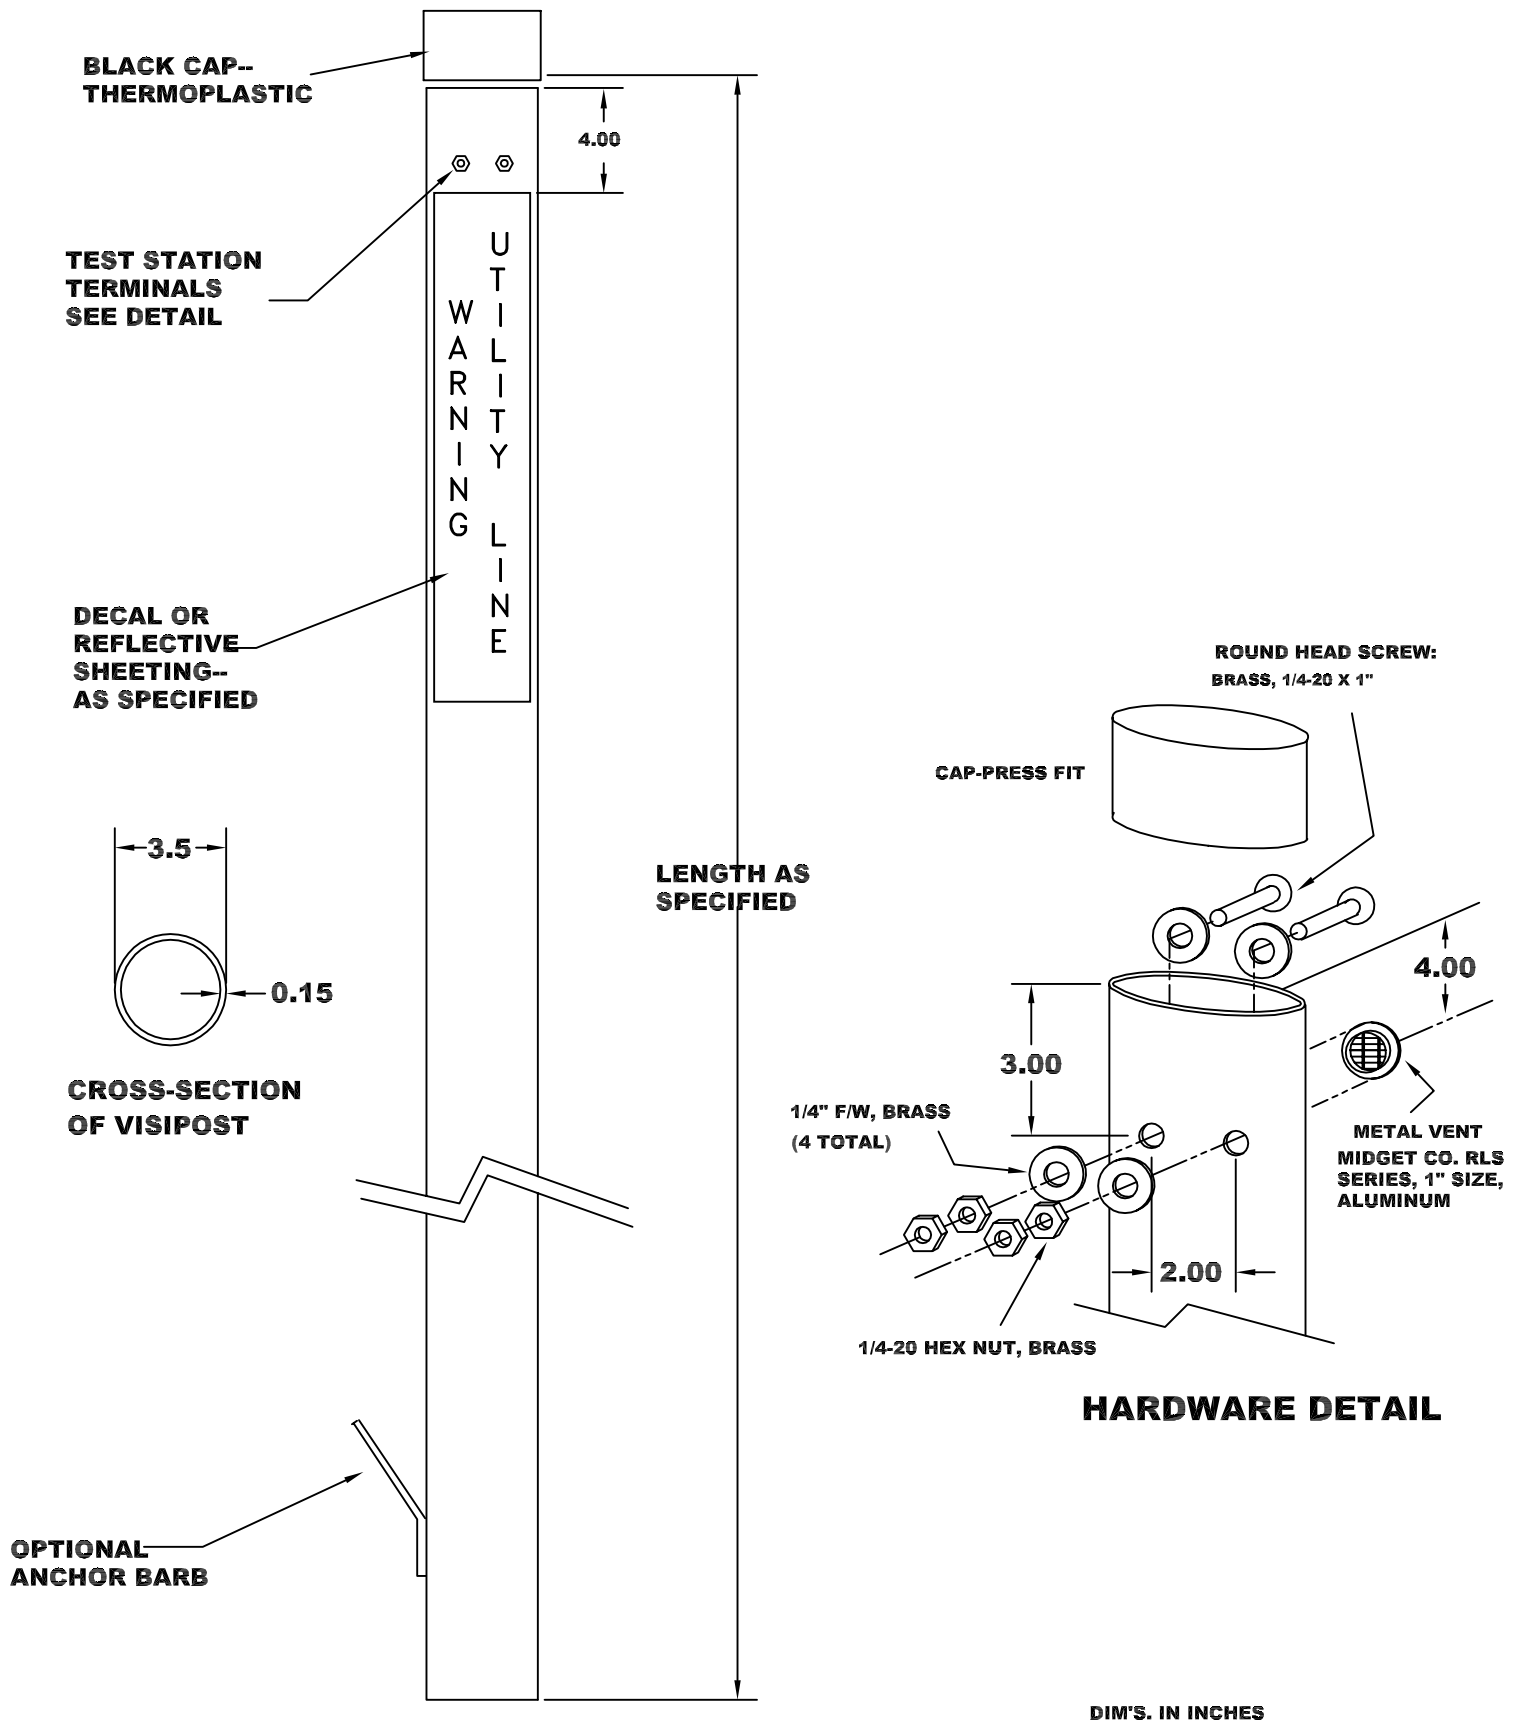 BLACK CAP--
THERMOPLASTIC
4.00
TEST STATION
TERMINALS
SEE DETAIL
WARNING
UTILITY LINE
DECAL OR
REFLECTIVE
SHEETING--
AS SPECIFIED
LENGTH AS
SPECIFIED
3.5
0.15
CROSS-SECTION
OF VISIPOST
OPTIONAL
ANCHOR BARB
ROUND HEAD SCREW:
BRASS, 1/4-20 X 1"
CAP-PRESS FIT
4.00
3.00
1/4" F/W, BRASS
(4 TOTAL)
METAL VENT
MIDGET CO. RLS
SERIES, 1" SIZE,
ALUMINUM
2.00
1/4-20 HEX NUT, BRASS
HARDWARE DETAIL
DIM'S. IN INCHES